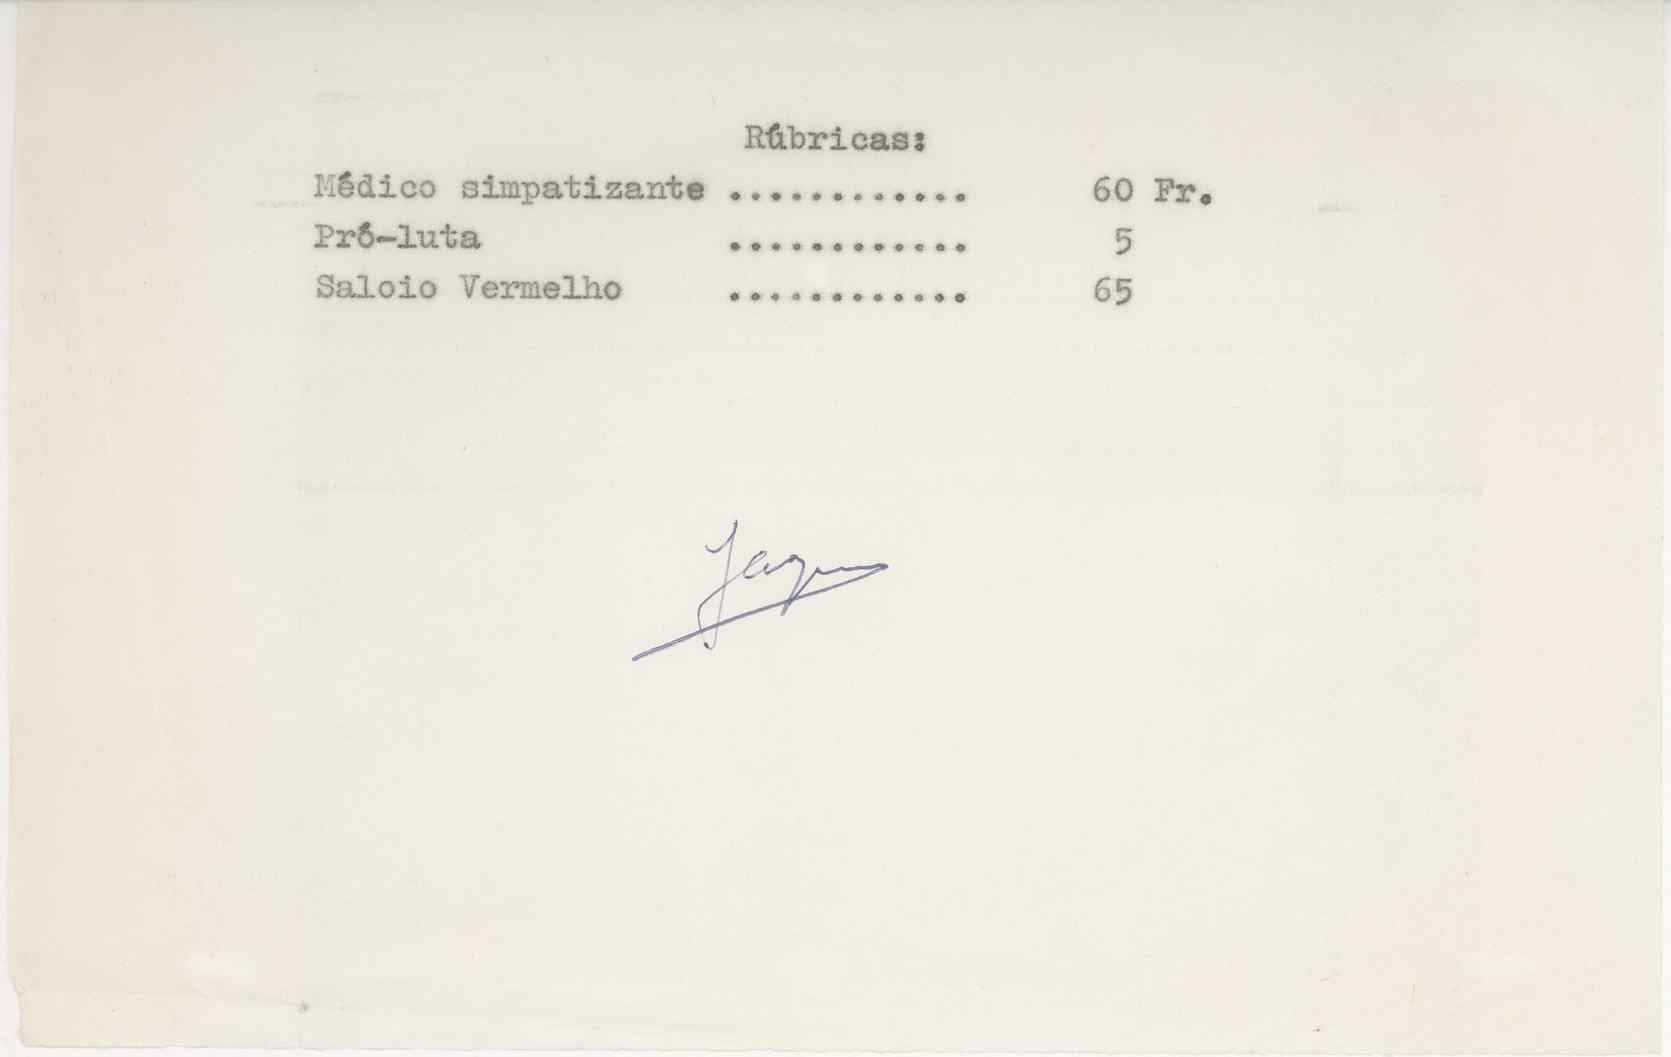 Rúbricas:
Médico simpatizante ............ 60 Fr.
Pró-luta ............ 5
Saloio Vermelho ............ 65